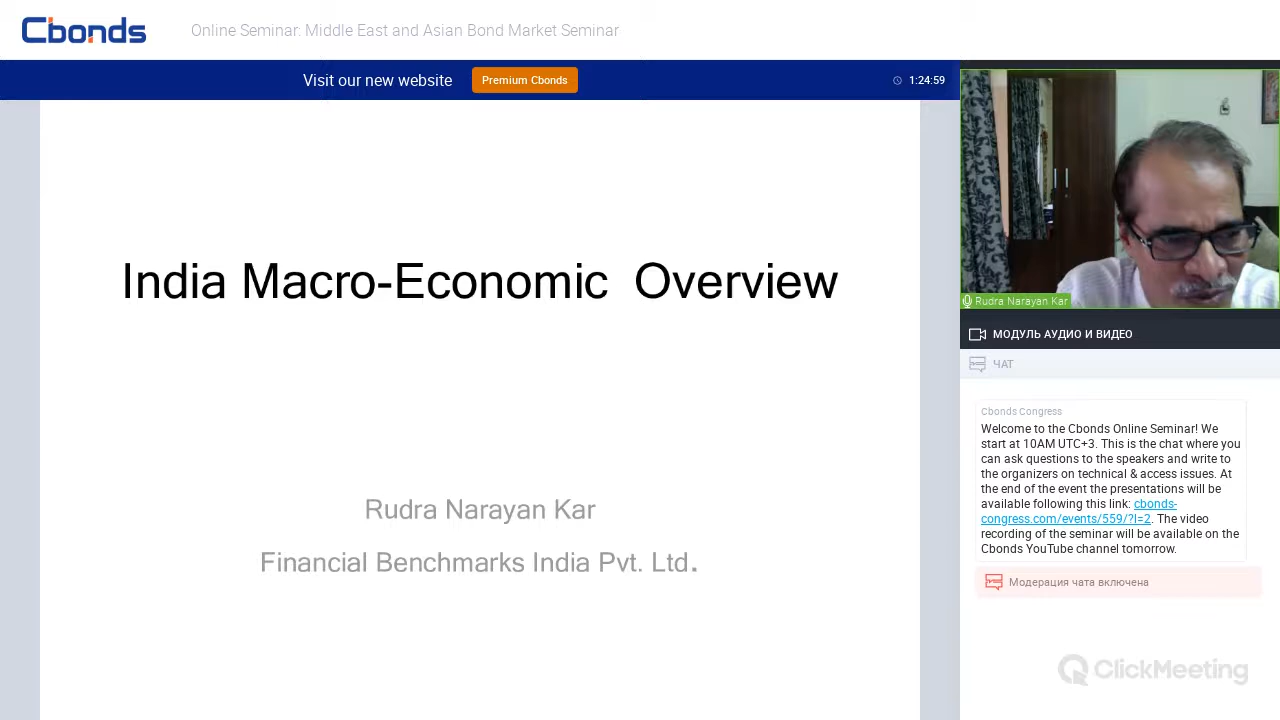 Cbonds
Online Seminar: Middle East and Asian Bond Market Seminar
Visit our new website
Premium Cbonds
1:24:59
India Macro-Economic Overview
Rudra Narayan Kar
Financial Benchmarks India Pvt. Ltd.
Rudra Narayan Kar
МОДУЛЬ АУДИО И ВИДЕО
ЧАТ
Cbonds Congress
Welcome to the Cbonds Online Seminar! We
start at 10AM UTC+3. This is the chat where you
can ask questions to the speakers and write to
the organizers on technical & access issues. At
the end of the event the presentations will be
available following this link: cbonds-
congress.com/events/559/?l=2. The video
recording of the seminar will be available on the
Cbonds YouTube channel tomorrow.
Модерация чата включена
ClickMeeting